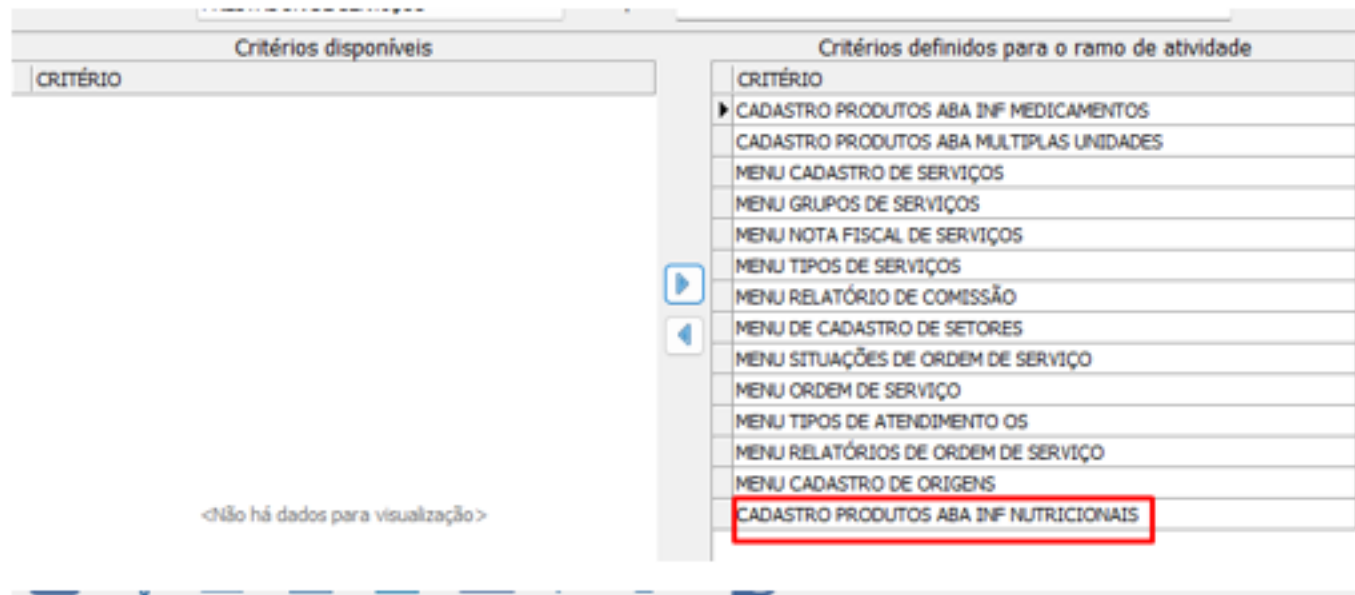 Critérios disponíveis
CRITÉRIO
<Não há dados para visualização>
Critérios definidos para o ramo de atividade
CRITÉRIO
CADASTRO PRODUTOS ABA INF MEDICAMENTOS
CADASTRO PRODUTOS ABA MULTIPLAS UNIDADES
MENU CADASTRO DE SERVIÇOS
MENU GRUPOS DE SERVIÇOS
MENU NOTA FISCAL DE SERVIÇOS
MENU TIPOS DE SERVIÇOS
MENU RELATÓRIO DE COMISSÃO
MENU DE CADASTRO DE SETORES
MENU SITUAÇÕES DE ORDEM DE SERVIÇO
MENU ORDEM DE SERVIÇO
MENU TIPOS DE ATENDIMENTO OS
MENU RELATÓRIOS DE ORDEM DE SERVIÇO
MENU CADASTRO DE ORIGENS
CADASTRO PRODUTOS ABA INF NUTRICIONAIS